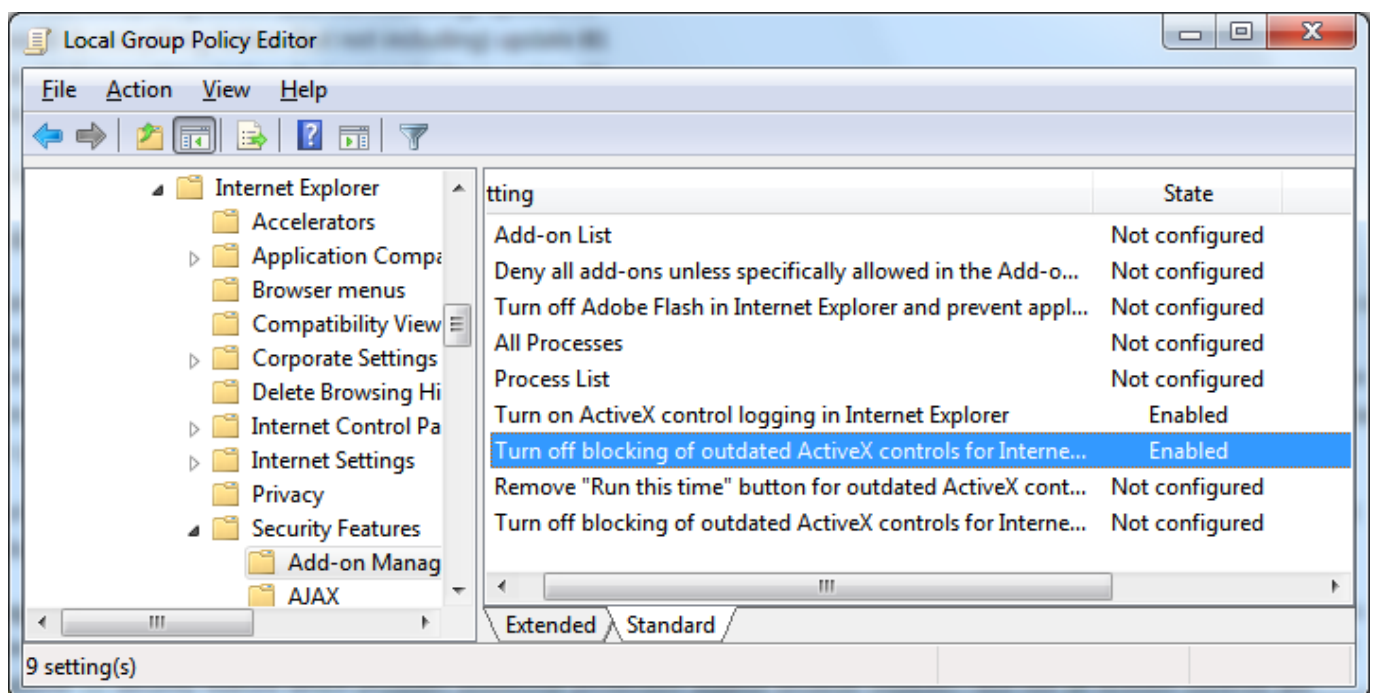 Local Group Policy Editor
File Action View Help
Internet Explorer
Accelerators
Application Compa
Browser menus
Compatibility View
Corporate Settings
Delete Browsing Hi
Internet Control Pa
Internet Settings
Privacy
Security Features
Add-on Manag
AJAX
tting State
Add-on List Not configured
Deny all add-ons unless specifically allowed in the Add-o... Not configured
Turn off Adobe Flash in Internet Explorer and prevent appl... Not configured
All Processes Not configured
Process List Not configured
Turn on ActiveX control logging in Internet Explorer Enabled
Turn off blocking of outdated ActiveX controls for Interne... Enabled
Remove "Run this time" button for outdated ActiveX cont... Not configured
Turn off blocking of outdated ActiveX controls for Interne... Not configured
Extended Standard
9 setting(s)